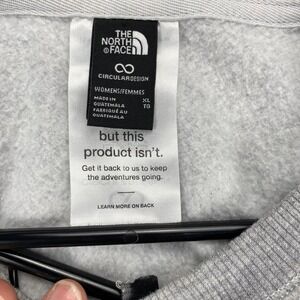 THE
NORTH
FACE
CIRCULARDESIGN
WOMENS/FEMMES
MADE IN XL
GUATEMALA TG
FABRIQUÉ AU
GUATEMALA
but this
product isn't.
Get it back to us to keep
the adventures going.
LEARN MORE ON BACK